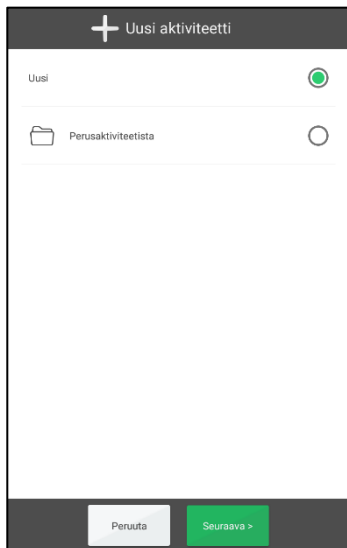 Uusi aktiviteetti
Uusi
Perusaktiviteetista
Peruuta
Seuraava >